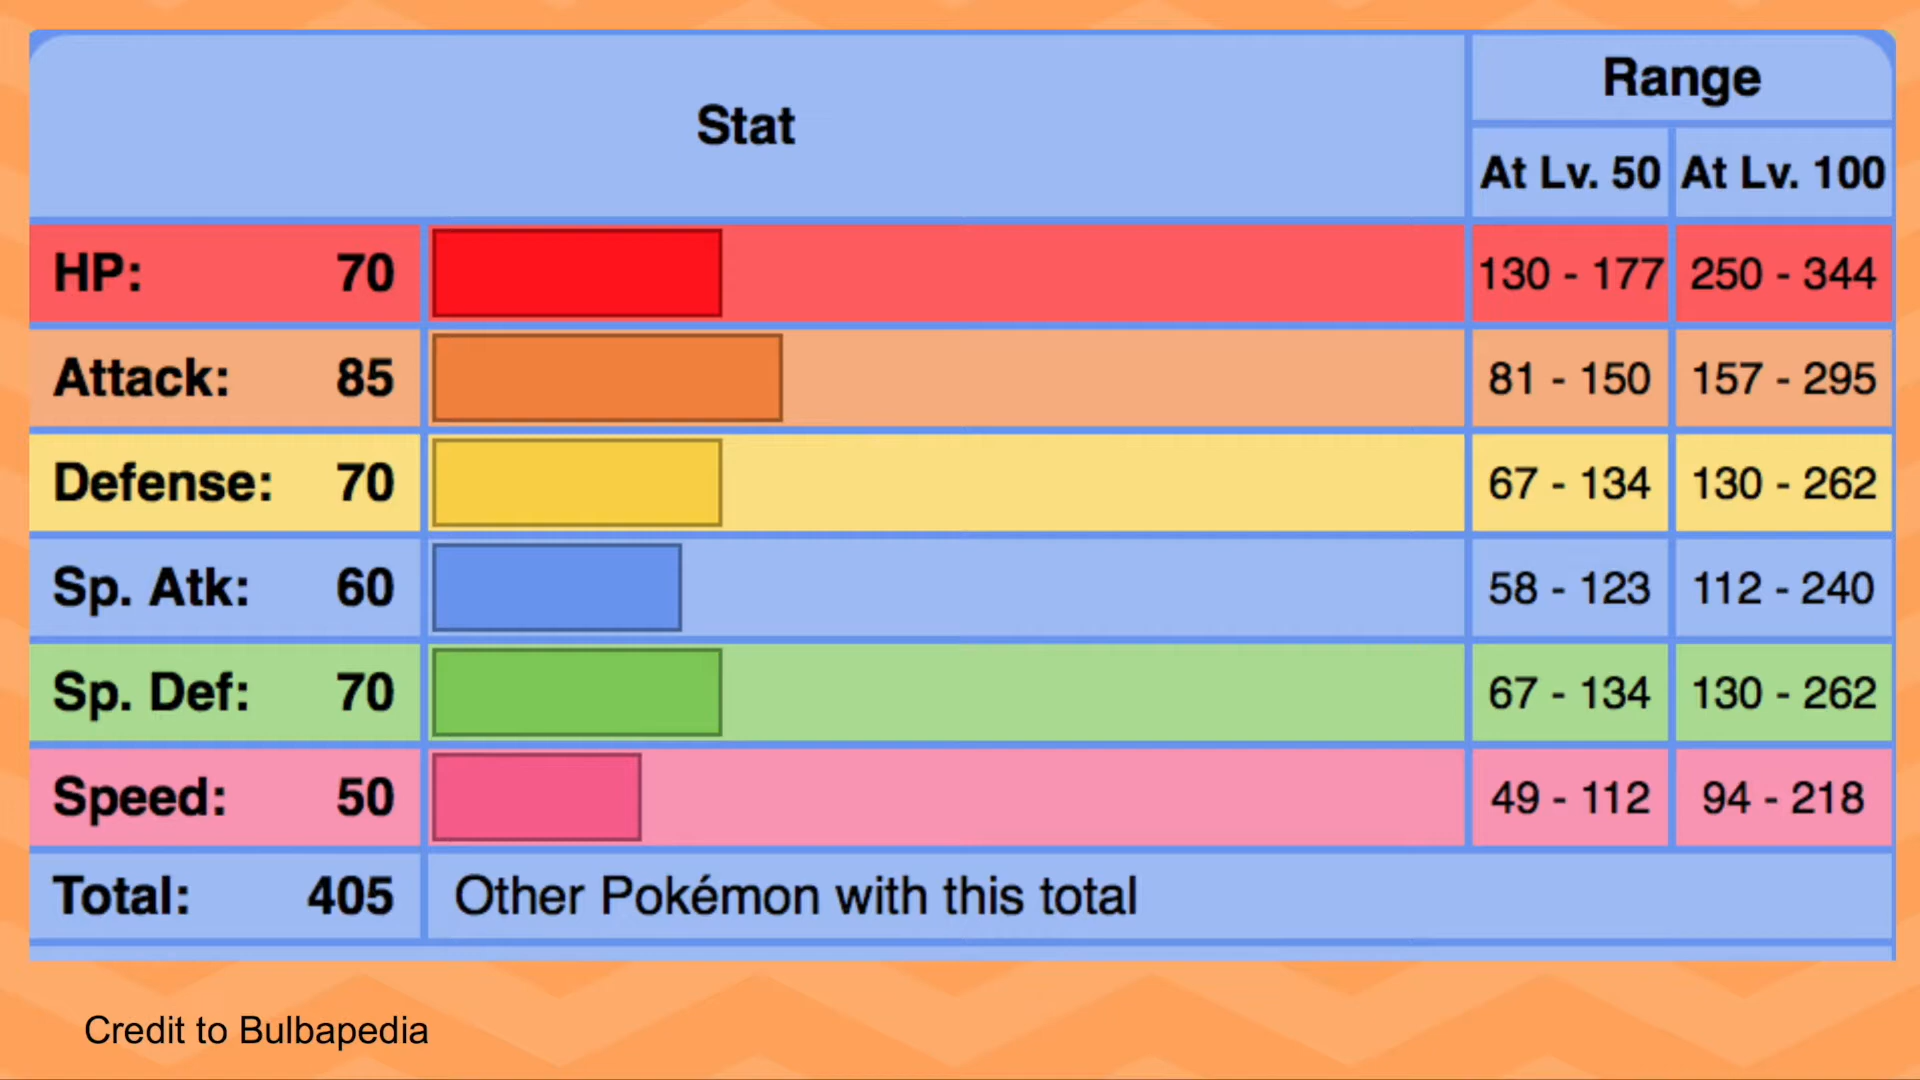 Stat
Range
At Lv. 50 At Lv. 100
HP: 70 130 - 177 250 - 344
Attack: 85 81 - 150 157 - 295
Defense: 70 67 - 134 130 - 262
Sp. Atk: 60 58 - 123 112 - 240
Sp. Def: 70 67 - 134 130 - 262
Speed: 50 49 - 112 94 - 218
Total: 405 Other Pokémon with this total
Credit to Bulbapedia